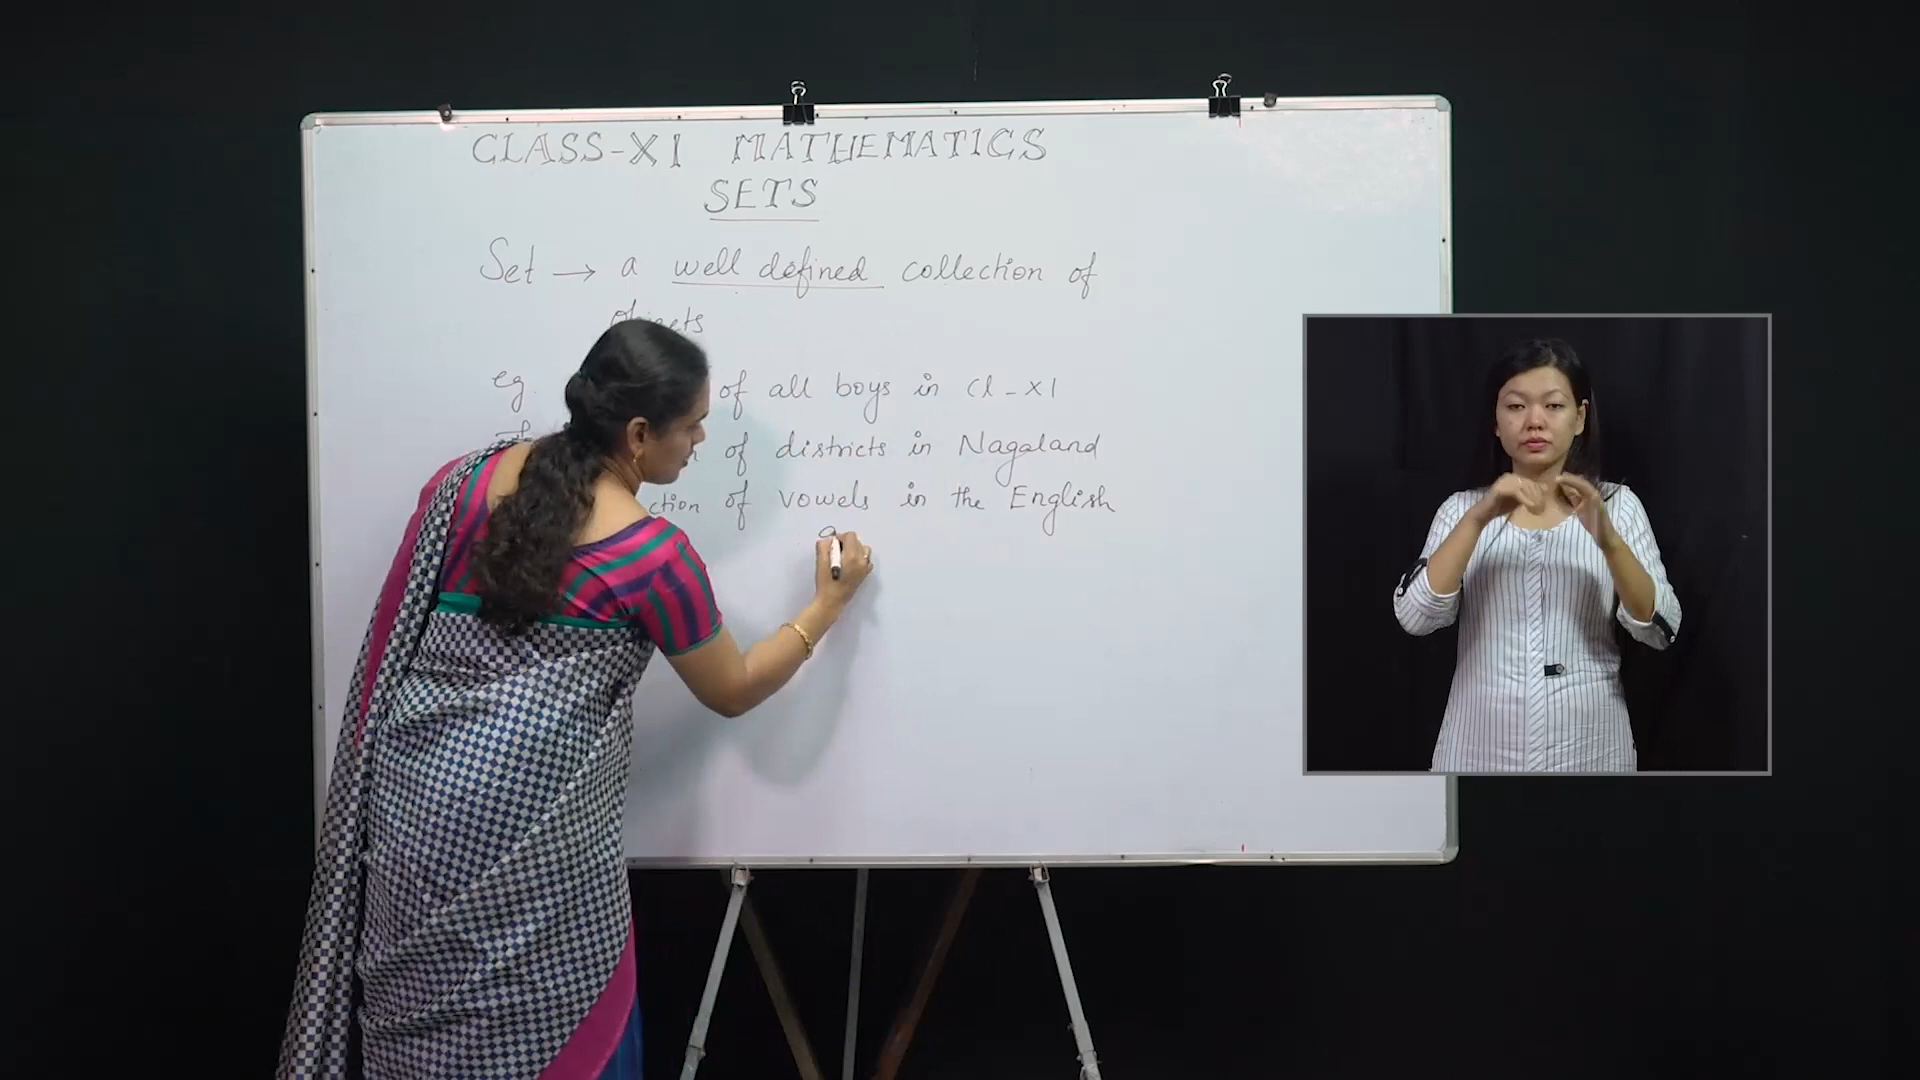 CLASS-XI MATHEMATICS
SETS
Set → a well defined collection of
objects
eg of all boys in Cl-XI
of districts in Nagaland
ction of vowels in the English
a